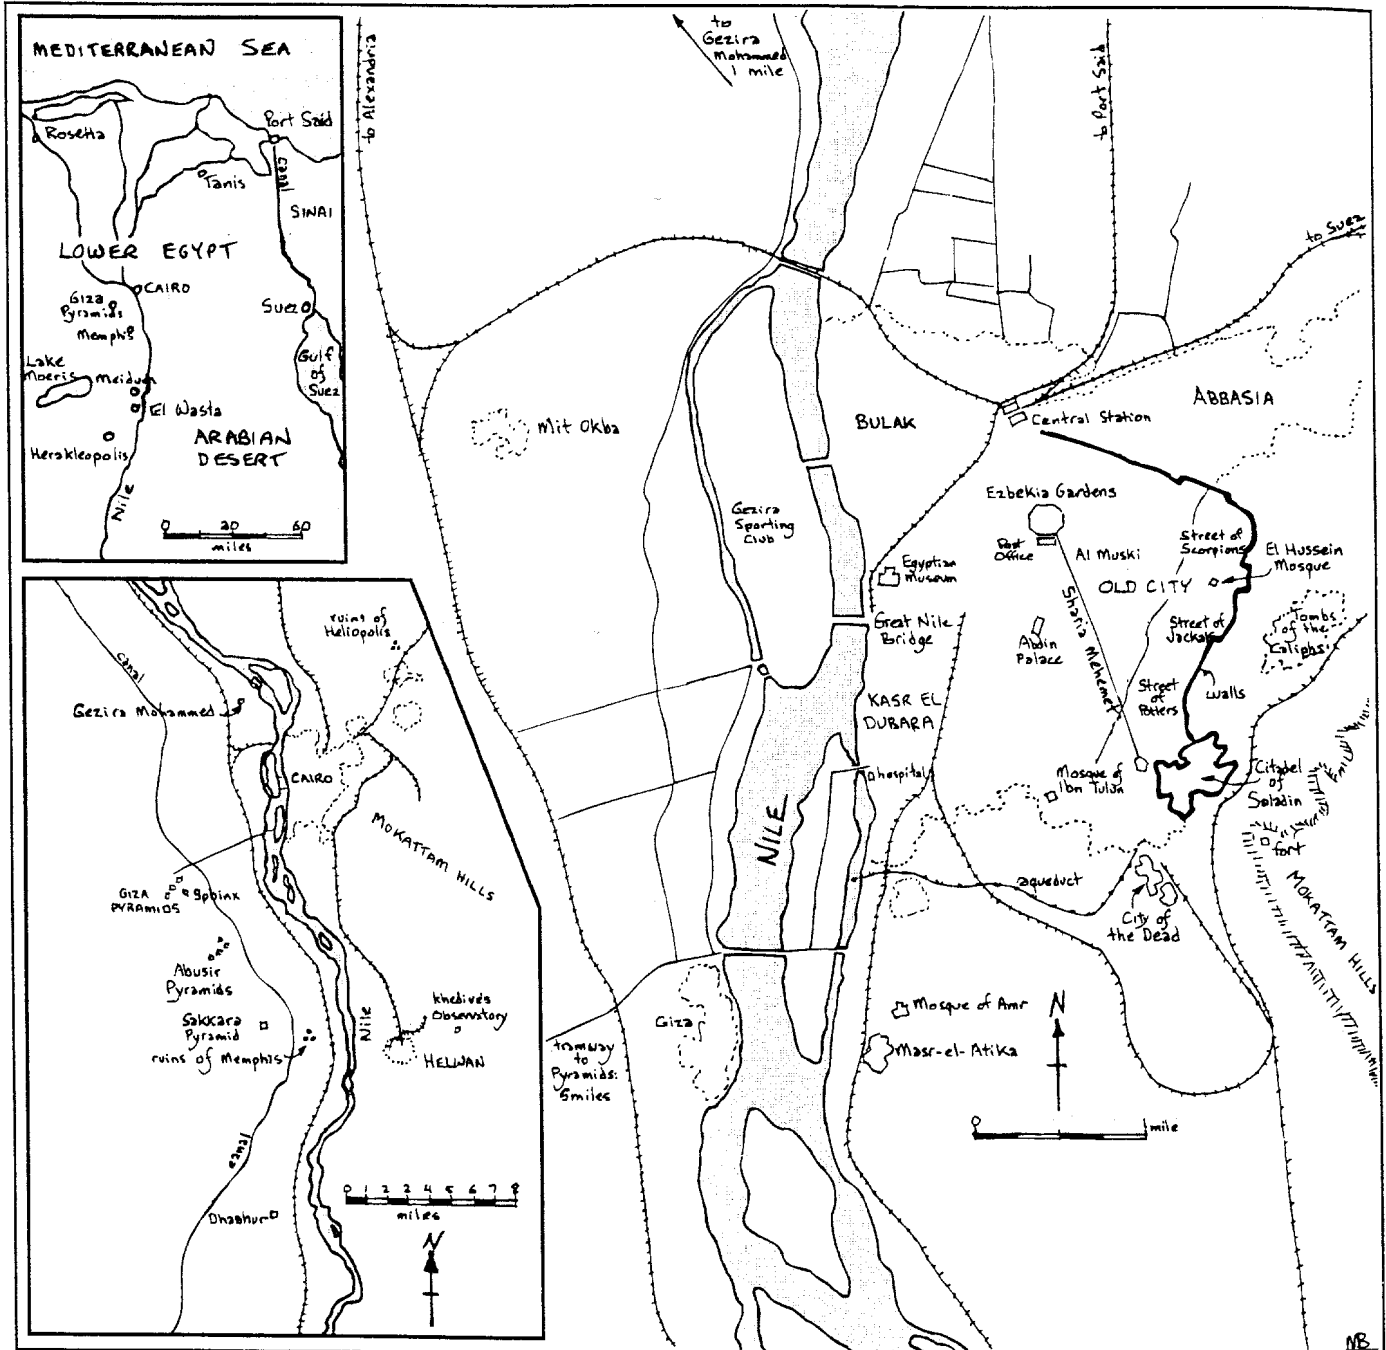 MEDITERRANEAN SEA
Rosetta
Port Said
canal
Tanis
SINAI
LOWER EGYPT
CAIRO
Giza
Pyramids
Memphis
Suez
Lake
Moeris
Meidum
Gulf
of
Suez
El Wasta
ARABIAN
DESERT
Herakleopolis
Nile
0 30 60
miles
ruins of
Heliopolis
canal
Gezira Mohammed
CAIRO
MOKATTAM HILLS
GIZA
PYRAMIDS
Sphinx
Abusir
Pyramids
Sakkara
Pyramid
ruins of Memphis
Nile
Khedive's
Observatory
HELWAN
canal
Dhashur
0 1 2 3 4 5 6 7 8
miles
N
to Alexandria
to
Gezira
Mohammed
1 mile
to Port Said
to Suez
Mit Okba
BULAK
ABBASIA
Central Station
Gezira
Sporting
Club
Ezbekia Gardens
Post
Office
Al Muski
Street of
Scorpions
El Hussein
Mosque
Egyptian
Museum
OLD CITY
Sharia Mehemet
Great Nile
Bridge
Abdin
Palace
Street of
Jackals
Tombs
of the
Caliphs
KASR EL
DUBARA
Street
of
Potters
Walls
hospital
Mosque of
Ibn Tulun
Citadel
of
Saladin
NILE
fort
aqueduct
City of
the Dead
MOKATTAM HILLS
Giza
Mosque of Amr
Masr-el-Atika
N
tramway
to
Pyramids:
5 miles
0 mile
MB